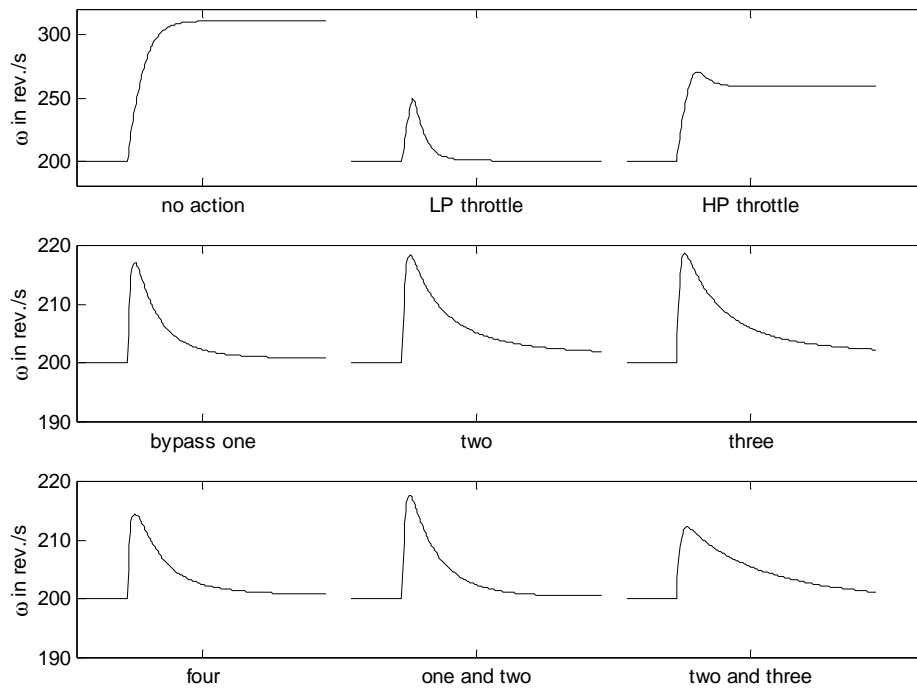 300
250
200
ω in rev./s
no action
LP throttle
HP throttle
220
210
200
190
ω in rev./s
bypass one
two
three
220
210
200
190
ω in rev./s
four
one and two
two and three